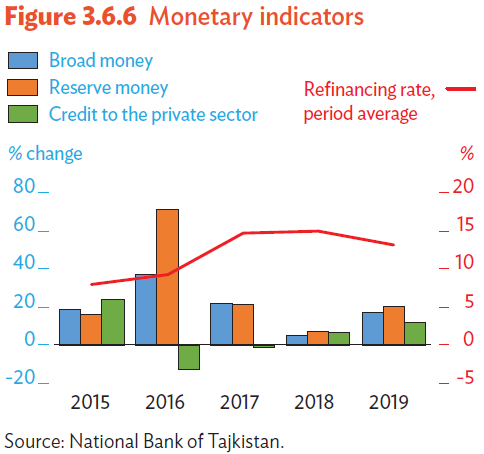 Figure 3.6.6 Monetary indicators
Broad money
Reserve money
Credit to the private sector
Refinancing rate,
period average
% change
%
80
60
40
20
0
-20
20
15
10
5
0
-5
2015 2016 2017 2018 2019
Source: National Bank of Tajkistan.